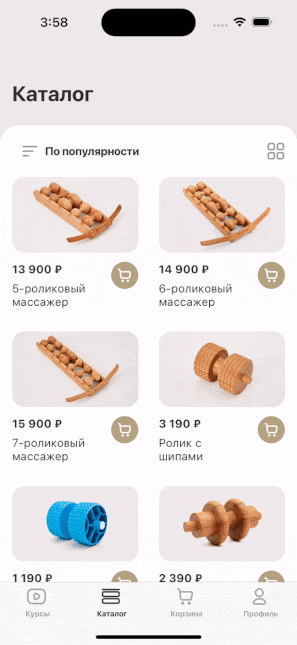 3:58
Каталог
По популярности
13 900 ₽
14 900 ₽
5-роликовый
массажер
6-роликовый
массажер
15 900 ₽
3 190 ₽
7-роликовый
массажер
Ролик с
шипами
1 190 ₽
2 390 ₽
Курсы
Каталог
Корзина
Профиль